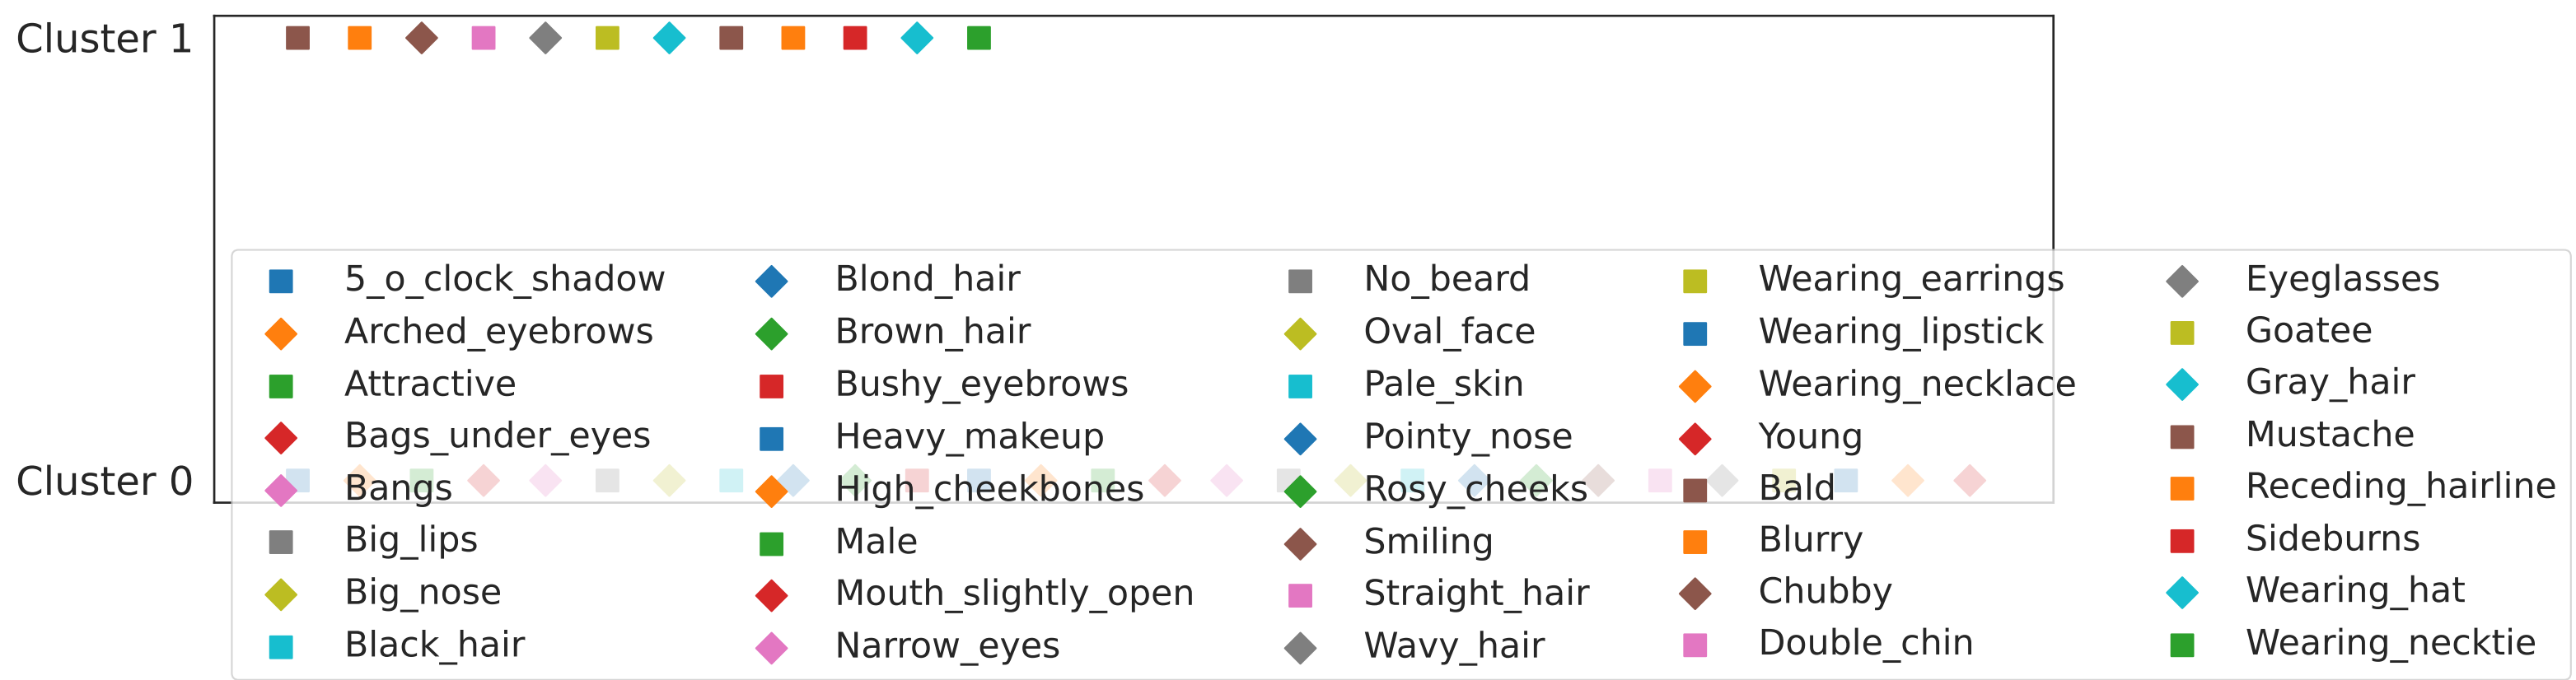 Cluster 1
Cluster 0
5_o_clock_shadow
Arched_eyebrows
Attractive
Bags_under_eyes
Bangs
Big_lips
Big_nose
Black_hair
Blond_hair
Brown_hair
Bushy_eyebrows
Heavy_makeup
High_cheekbones
Male
Mouth_slightly_open
Narrow_eyes
No_beard
Oval_face
Pale_skin
Pointy_nose
Rosy_cheeks
Smiling
Straight_hair
Wavy_hair
Wearing_earrings
Wearing_lipstick
Wearing_necklace
Young
Bald
Blurry
Chubby
Double_chin
Eyeglasses
Goatee
Gray_hair
Mustache
Receding_hairline
Sideburns
Wearing_hat
Wearing_necktie